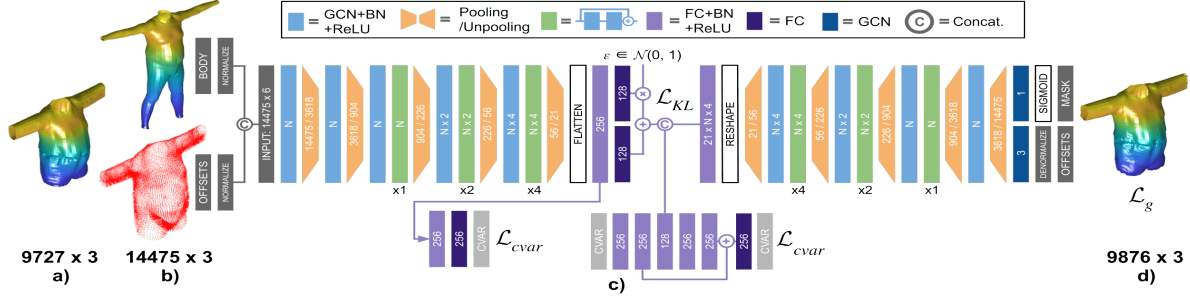 = GCN+BN
+ReLU
= Pooling
/Unpooling
=
= FC+BN
+ReLU
= FC
= GCN
C = Concat.
BODY
NORMALIZE
OFFSETS
NORMALIZE
C
INPUT: 14475 x 6
N
14475 / 3618
N
3618 / 904
N
N
x1
904 / 226
N x 2
N x 2
x2
226 / 56
N x 4
N x 4
x4
56 / 21
FLATTEN
256
128
128
ε ∈ 𝒩(0, 1)
×
+
C
ℒKL
21 x N x 4
RESHAPE
21 / 56
N x 4
N x 4
x4
56 / 226
N x 2
N x 2
x2
226 / 904
N
N
x1
904 / 3618
N
3618 / 14475
1
3
SIGMOID
MASK
DENORMALIZE
OFFSETS
256
256
CVAR
ℒcvar
CVAR
256
256
256
128
256
256
+
256
CVAR
ℒcvar
ℒg
9727 x 3
a)
14475 x 3
b)
c)
9876 x 3
d)